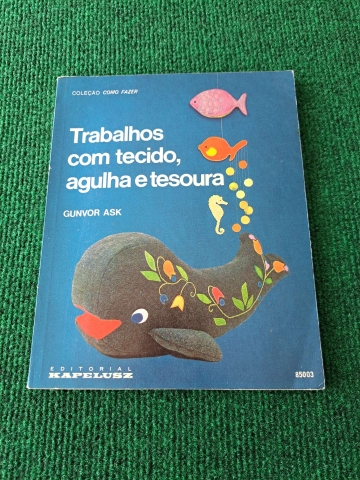 COLEÇÃO COMO FAZER
Trabalhos
com tecido,
agulha e tesoura
GUNVOR ASK
EDITORIAL
KAPELUSZ
85003